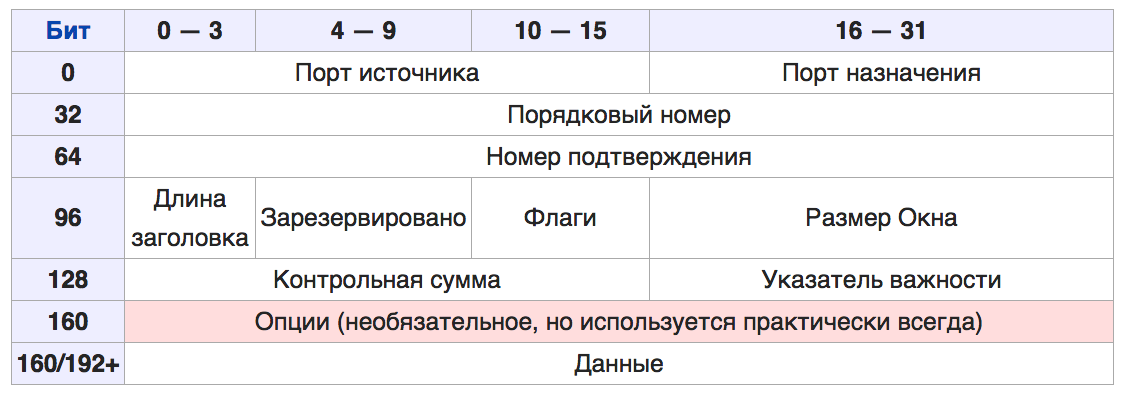 Бит 0 — 3 4 — 9 10 — 15 16 — 31
0 Порт источника Порт назначения
32 Порядковый номер
64 Номер подтверждения
96 Длина заголовка Зарезервировано Флаги Размер Окна
128 Контрольная сумма Указатель важности
160 Опции (необязательное, но используется практически всегда)
160/192+ Данные